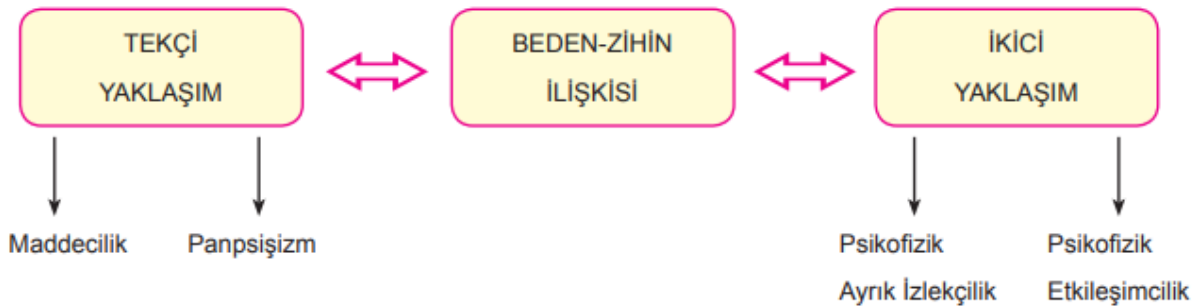 TEKÇİ
YAKLAŞIM
BEDEN-ZİHİN
İLİŞKİSİ
İKİCİ
YAKLAŞIM
Maddecilik
Panpsişizm
Psikofizik
Ayrık İzlekçilik
Psikofizik
Etkileşimcilik